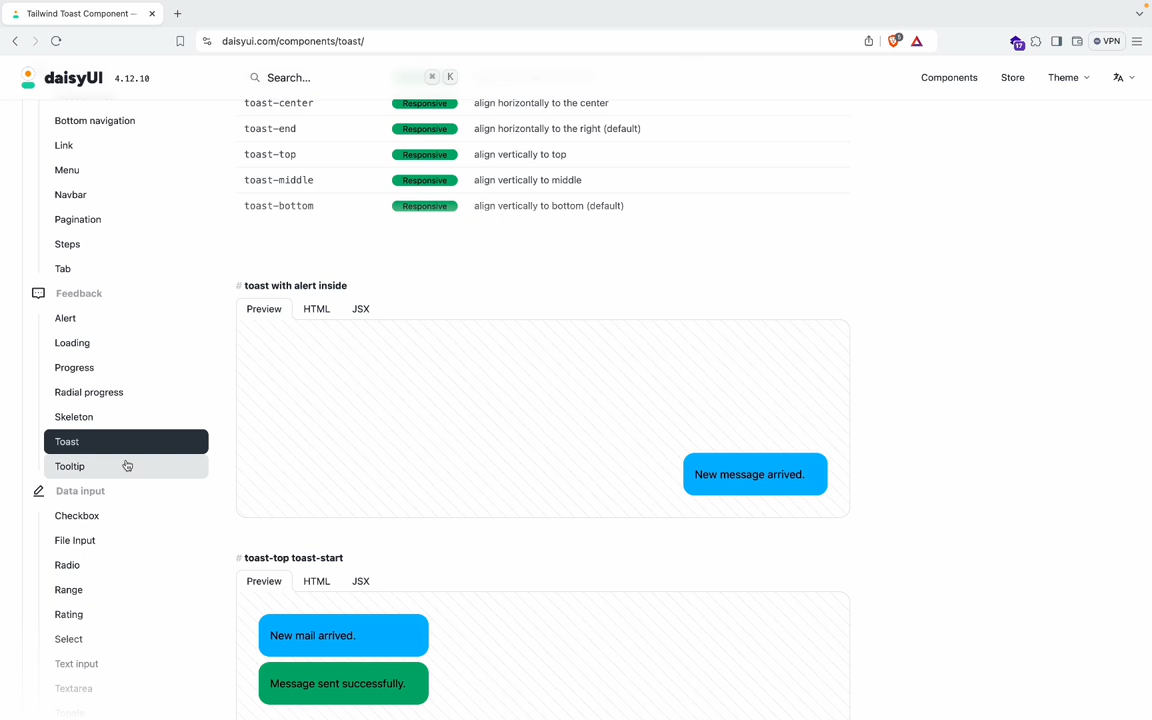 Tailwind Toast Component —
daisyui.com/components/toast/
5
17
VPN
daisyUI 4.12.10
Search...
⌘ K
Components
Store
Theme
Bottom navigation
Link
Menu
Navbar
Pagination
Steps
Tab
Feedback
Alert
Loading
Progress
Radial progress
Skeleton
Toast
Tooltip
Data input
Checkbox
File Input
Radio
Range
Rating
Select
Text input
Textarea
Toggle
toast-center Responsive align horizontally to the center
toast-end Responsive align horizontally to the right (default)
toast-top Responsive align vertically to top
toast-middle Responsive align vertically to middle
toast-bottom Responsive align vertically to bottom (default)
# toast with alert inside
Preview HTML JSX
New message arrived.
# toast-top toast-start
Preview HTML JSX
New mail arrived.
Message sent successfully.